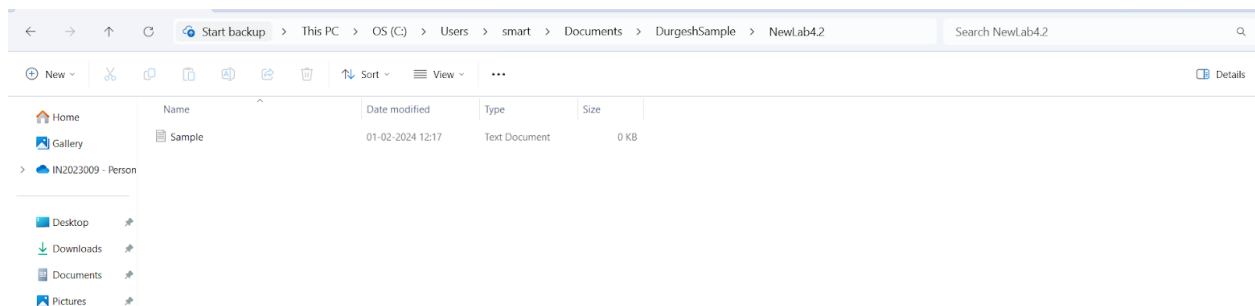 Start backup > This PC > OS (C:) > Users > smart > Documents > DurgeshSample > NewLab4.2 Search NewLab4.2
New Sort View ... Details
Home
Gallery
IN2023009 - Person
Desktop
Downloads
Documents
Pictures
Name Date modified Type Size
Sample 01-02-2024 12:17 Text Document 0 KB